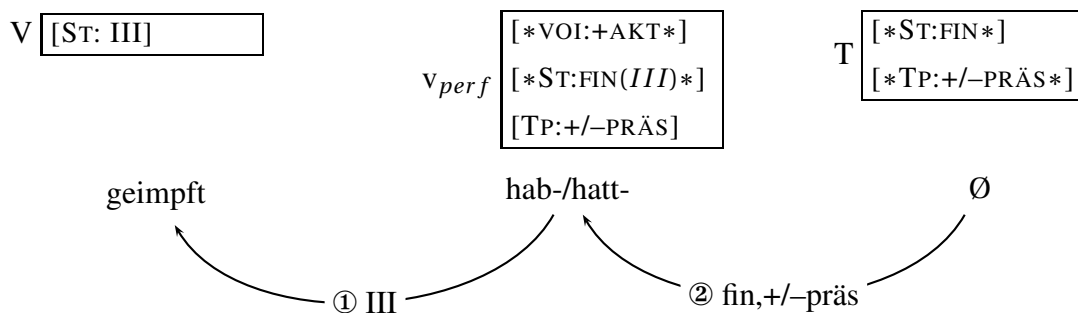 V [ST: III]
v_perf [∗VOI:+AKT∗]
[∗ST:FIN(III)∗]
[TP:+/–PRÄS]
T [∗ST:FIN∗]
[∗TP:+/–PRÄS∗]
geimpft hab-/hatt- Ø
① III ② fin,+/–präs